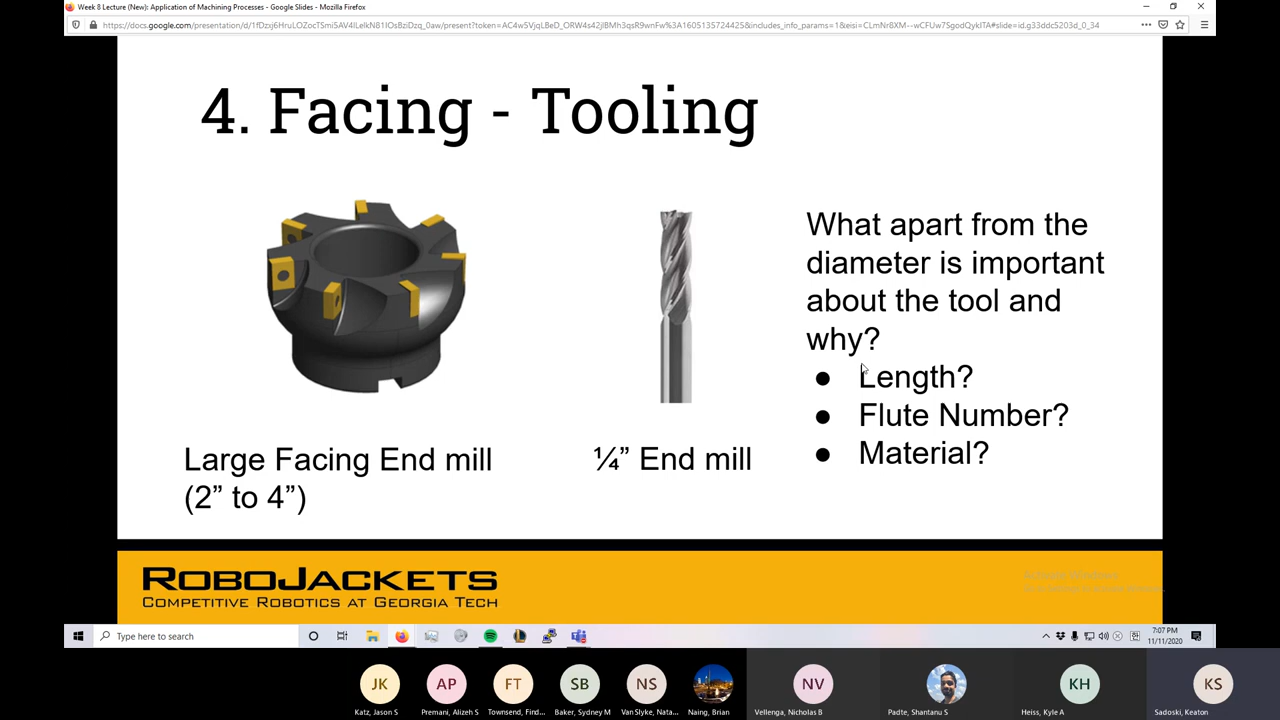 Week 8 Lecture (New): Application of Machining Processes - Google Slides - Mozilla Firefox
4. Facing - Tooling
What apart from the
diameter is important
about the tool and
why?
● Length?
● Flute Number?
● Material?
Large Facing End mill
(2” to 4”)
¼” End mill
ROBOJACKETS
COMPETITIVE ROBOTICS AT GEORGIA TECH
Activate Windows
Type here to search
7:07 PM
11/11/2020
JK
AP
FT
SB
NS
NV
KH
KS
Katz, Jason S
Premani, Alizeh S
Townsend, Find...
Baker, Sydney M
Van Slyke, Nata...
Naing, Brian
Vellenga, Nicholas B
Padte, Shantanu S
Heiss, Kyle A
Sadoski, Keaton